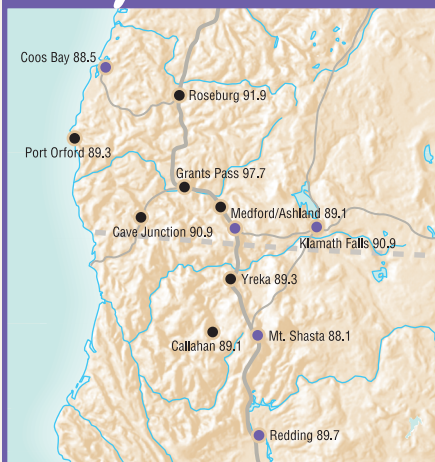 Coos Bay 88.5
Roseburg 91.9
Port Orford 89.3
Grants Pass 97.7
Medford/Ashland 89.1
Cave Junction 90.9
Klamath Falls 90.9
Yreka 89.3
Mt. Shasta 88.1
Callahan 89.1
Redding 89.7